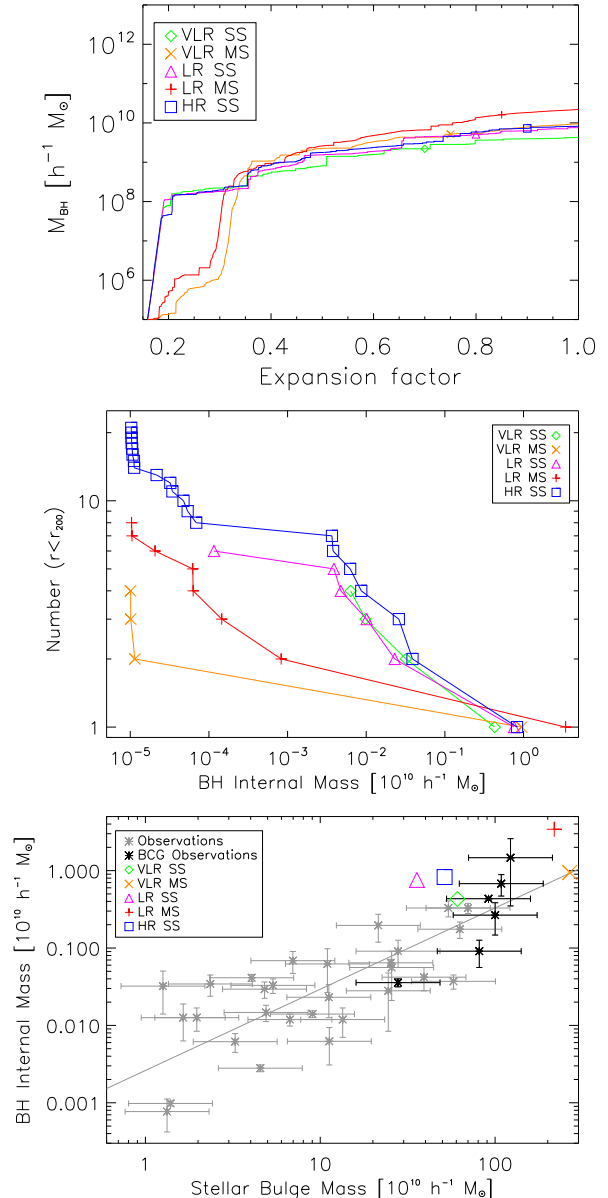 10¹²
10¹⁰
10⁸
10⁶
M_BH [h⁻¹ M☉]
VLR SS
VLR MS
LR SS
LR MS
HR SS
0.2 0.4 0.6 0.8 1.0
Expansion factor
10
1
Number (r<r₂₀₀)
VLR SS
VLR MS
LR SS
LR MS
HR SS
10⁻⁵ 10⁻⁴ 10⁻³ 10⁻² 10⁻¹ 10⁰
BH Internal Mass [10¹⁰ h⁻¹ M☉]
1.000
0.100
0.010
0.001
BH Internal Mass [10¹⁰ h⁻¹ M☉]
Observations
BCG Observations
VLR SS
VLR MS
LR SS
LR MS
HR SS
1 10 100
Stellar Bulge Mass [10¹⁰ h⁻¹ M☉]